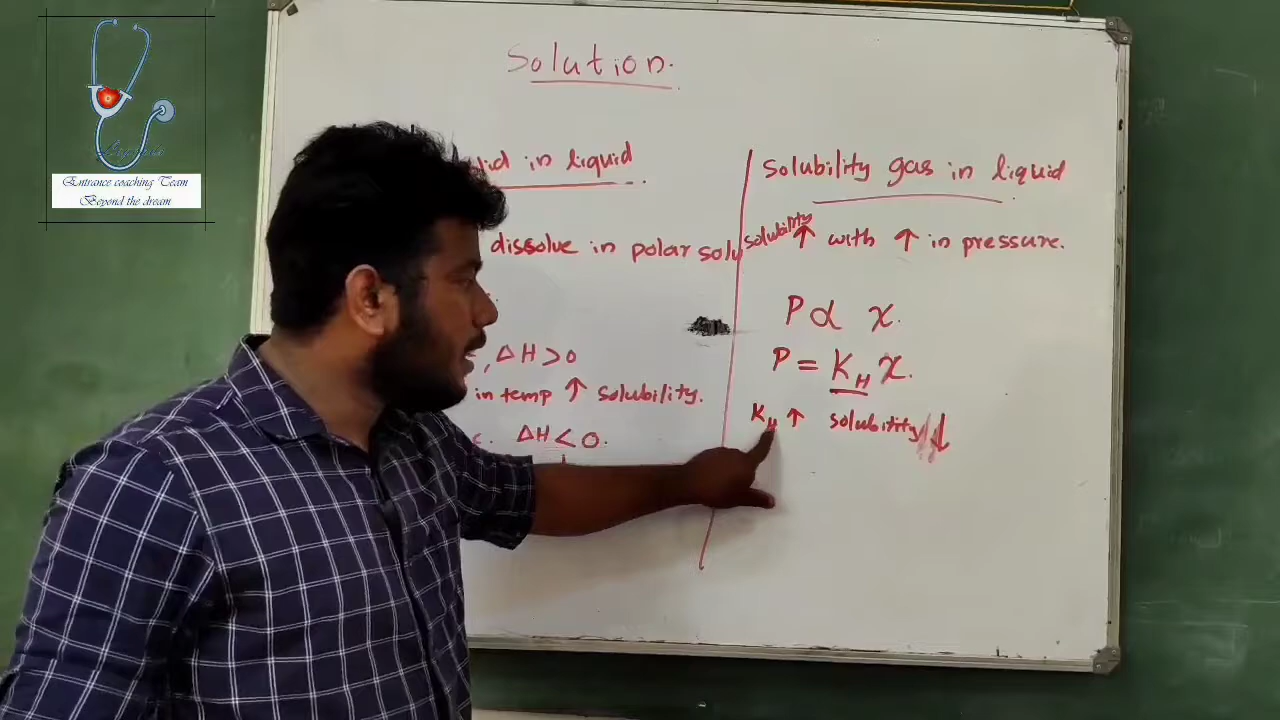 Entrance coaching Team
Beyond the dream
Solution.
lid in liquid
dissolve in polar solu
, ΔH>0
in temp ↑ solubility.
c. ΔH<0.
Solubility gas in liquid
solubility ↑ with ↑ in pressure.
P ∝ x.
P = K_H x.
K_H ↑ solubility ↓